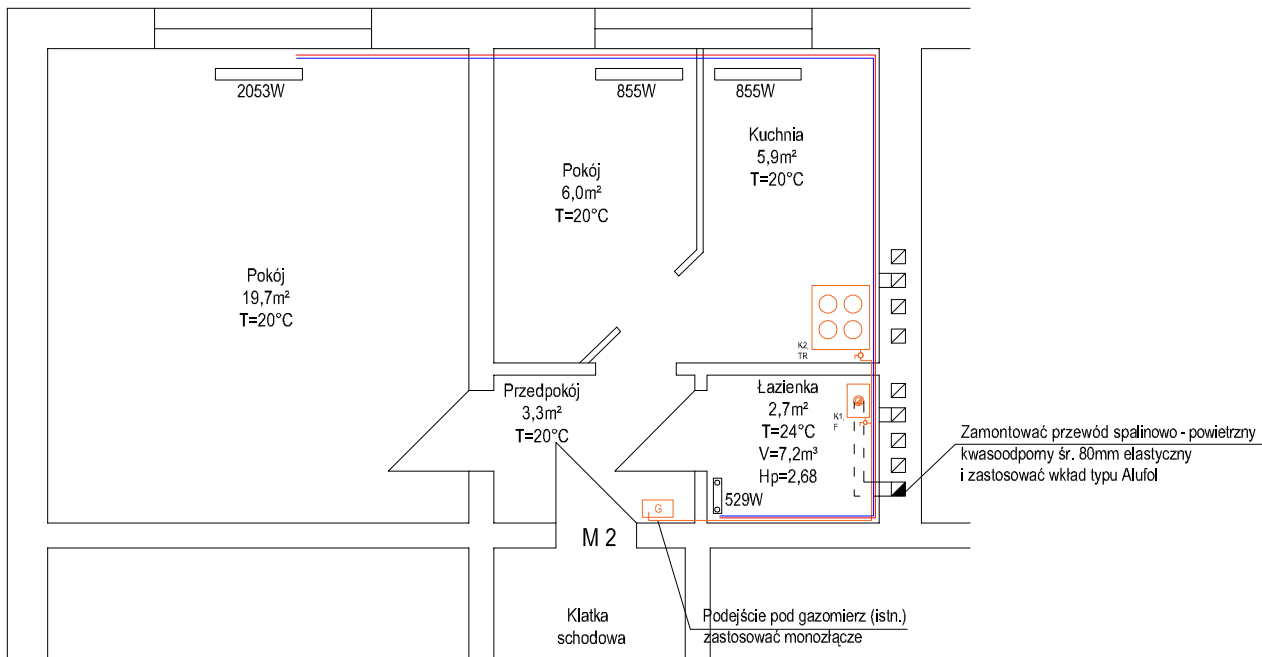 2053W
855W
855W
Kuchnia
5,9m²
T=20°C
Pokój
6,0m²
T=20°C
Pokój
19,7m²
T=20°C
K2,
TR
Przedpokój
3,3m²
T=20°C
Łazienka
2,7m²
T=24°C
V=7,2m³
Hp=2,68
K1,
F
529W
G
M 2
Zamontować przewód spalinowo - powietrzny
kwasoodporny śr. 80mm elastyczny
i zastosować wkład typu Alufol
Klatka
schodowa
Podejście pod gazomierz (istn.)
zastosować monozłącze